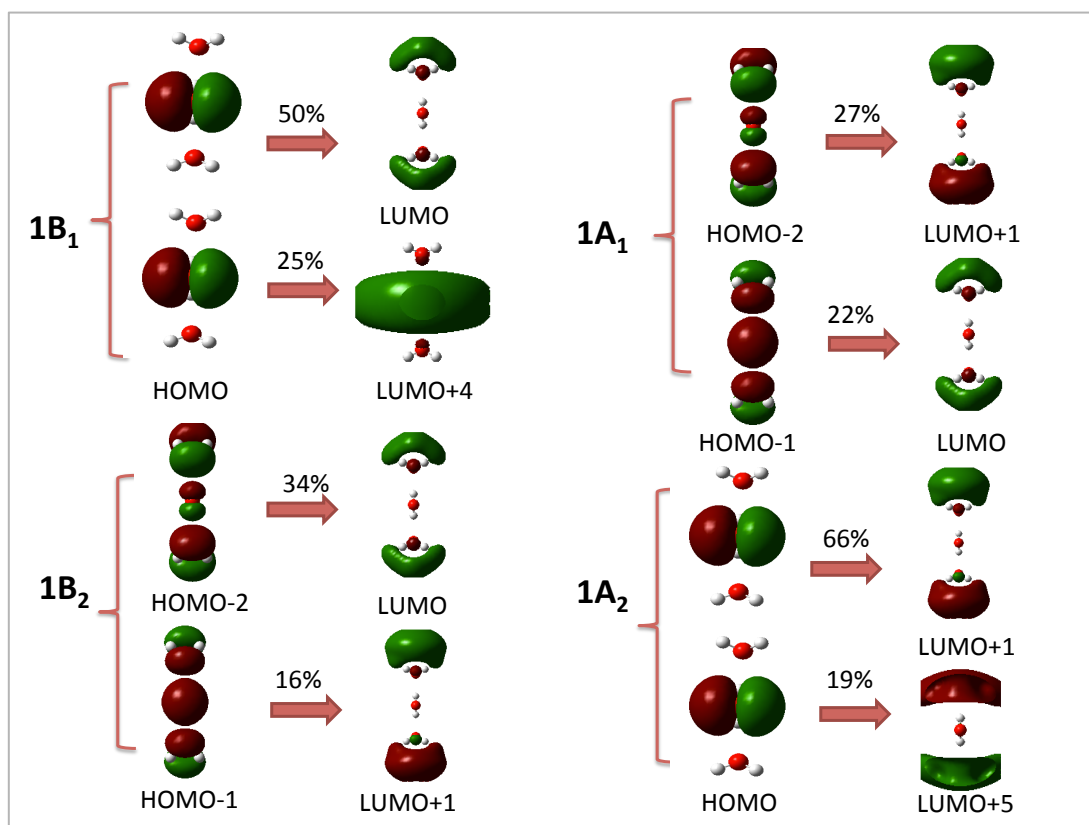 1B₁
50%
LUMO
25%
HOMO
LUMO+4
1B₂
34%
HOMO-2
LUMO
16%
HOMO-1
LUMO+1
1A₁
27%
HOMO-2
LUMO+1
22%
HOMO-1
LUMO
1A₂
66%
LUMO+1
19%
HOMO
LUMO+5